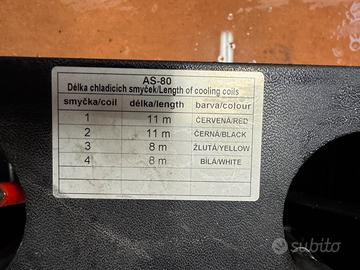 AS-80
Délka chladicích smyček/Length of cooling coils
smyčka/coil délka/length barva/colour
1 11 m ČERVENÁ/RED
2 11 m ČERNÁ/BLACK
3 8 m ŽLUTÁ/YELLOW
4 8 m BÍLÁ/WHITE
subito